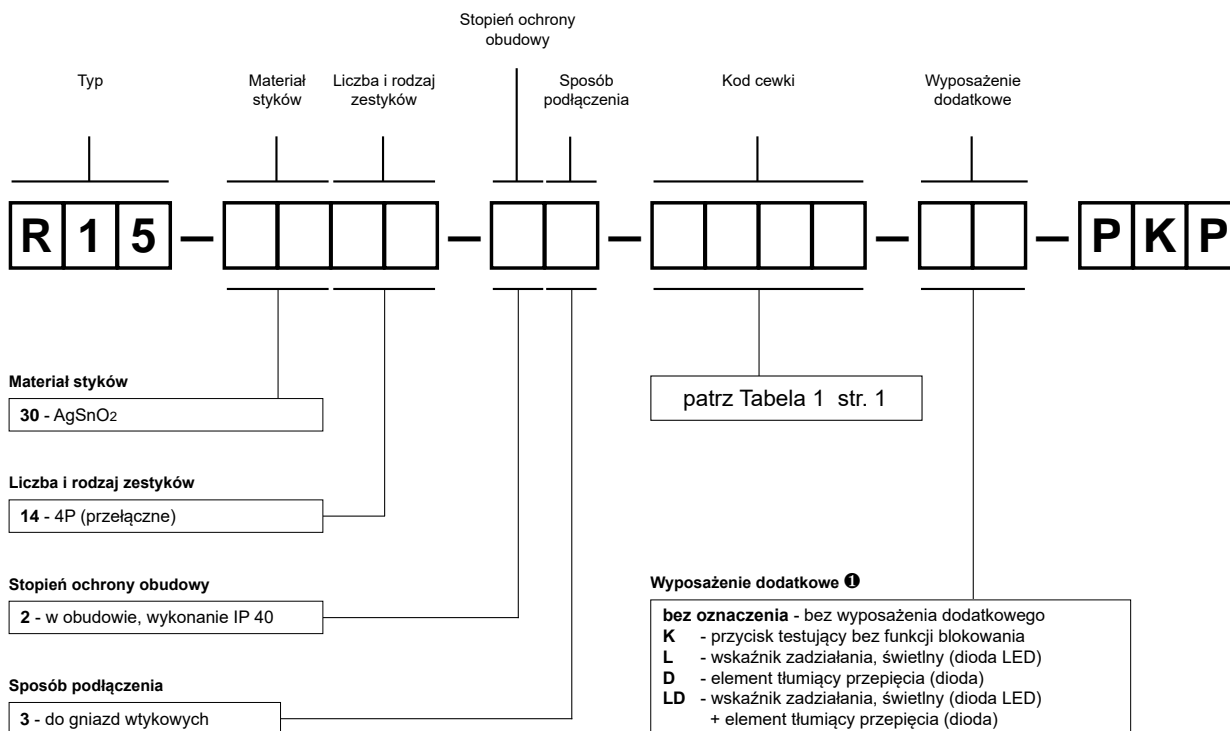 Stopień ochrony
obudowy
Typ
Materiał
styków
Liczba i rodzaj
zestyków
Sposób
podłączenia
Kod cewki
Wyposażenie
dodatkowe
R 1 5 – – – – – P K P
Materiał styków
30 - AgSnO2
patrz Tabela 1 str. 1
Liczba i rodzaj zestyków
14 - 4P (przełączne)
Stopień ochrony obudowy
2 - w obudowie, wykonanie IP 40
Sposób podłączenia
3 - do gniazd wtykowych
Wyposażenie dodatkowe ❶
bez oznaczenia - bez wyposażenia dodatkowego
K - przycisk testujący bez funkcji blokowania
L - wskaźnik zadziałania, świetlny (dioda LED)
D - element tłumiący przepięcia (dioda)
LD - wskaźnik zadziałania, świetlny (dioda LED)
+ element tłumiący przepięcia (dioda)